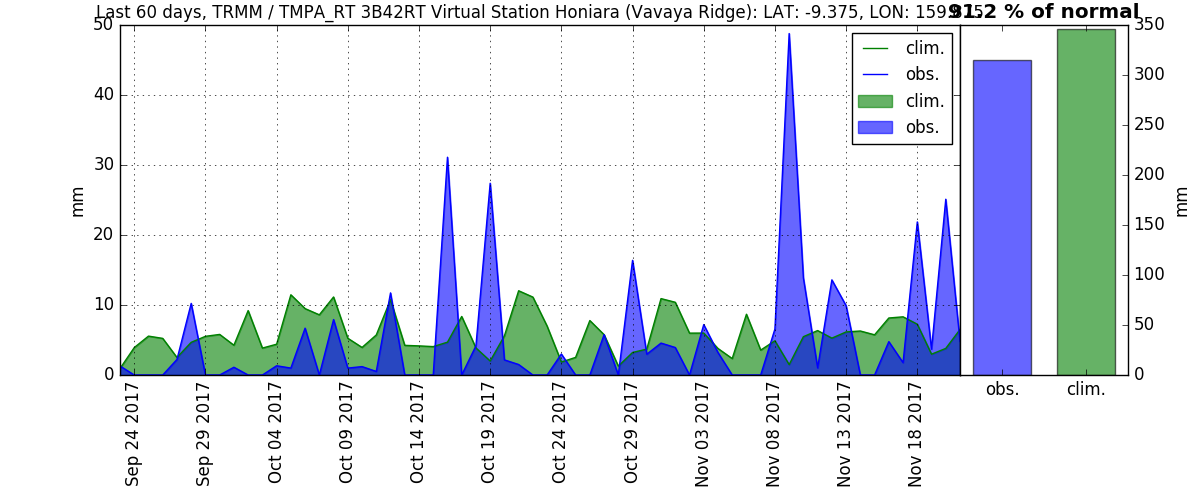 Last 60 days, TRMM / TMPA_RT 3B42RT Virtual Station Honiara (Vavaya Ridge): LAT: -9.375, LON:
91.2 % of normal
50
40
30
20
10
0
mm
clim.
obs.
clim.
obs.
350
300
250
200
150
100
50
0
mm
obs.
clim.
Sep 24 2017
Sep 29 2017
Oct 04 2017
Oct 09 2017
Oct 14 2017
Oct 19 2017
Oct 24 2017
Oct 29 2017
Nov 03 2017
Nov 08 2017
Nov 13 2017
Nov 18 2017